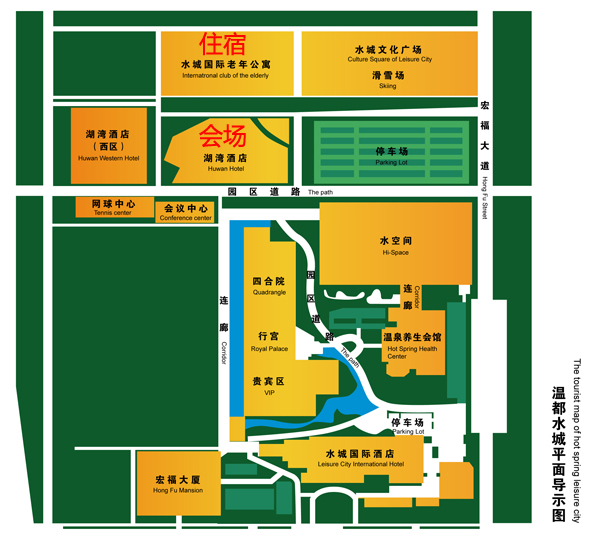 住宿
水城国际老年公寓
Internatronal club of the elderly
水城文化广场
Culture Square of Leisure City
滑雪场
Skiing
宏福大道
Hong Fu Street
湖湾酒店
（西区）
Huwan Western Hotel
会场
湖湾酒店
Huwan Hotel
停车场
Parking Lot
园区道路 The path
网球中心
Tennis center
会议中心
Conference center
水空间
Hi-Space
四合院
Quadrangle
园区道路
The path
连廊
Corridor
连廊
Corridor
行宫
Royal Palace
温泉养生会馆
Hot Spring Health
Center
贵宾区
VIP
停车场
Parking Lot
水城国际酒店
Leisure City International Hotel
宏福大厦
Hong Fu Mansion
温都水城平面导示图
The tourist map of hot spring leisure city